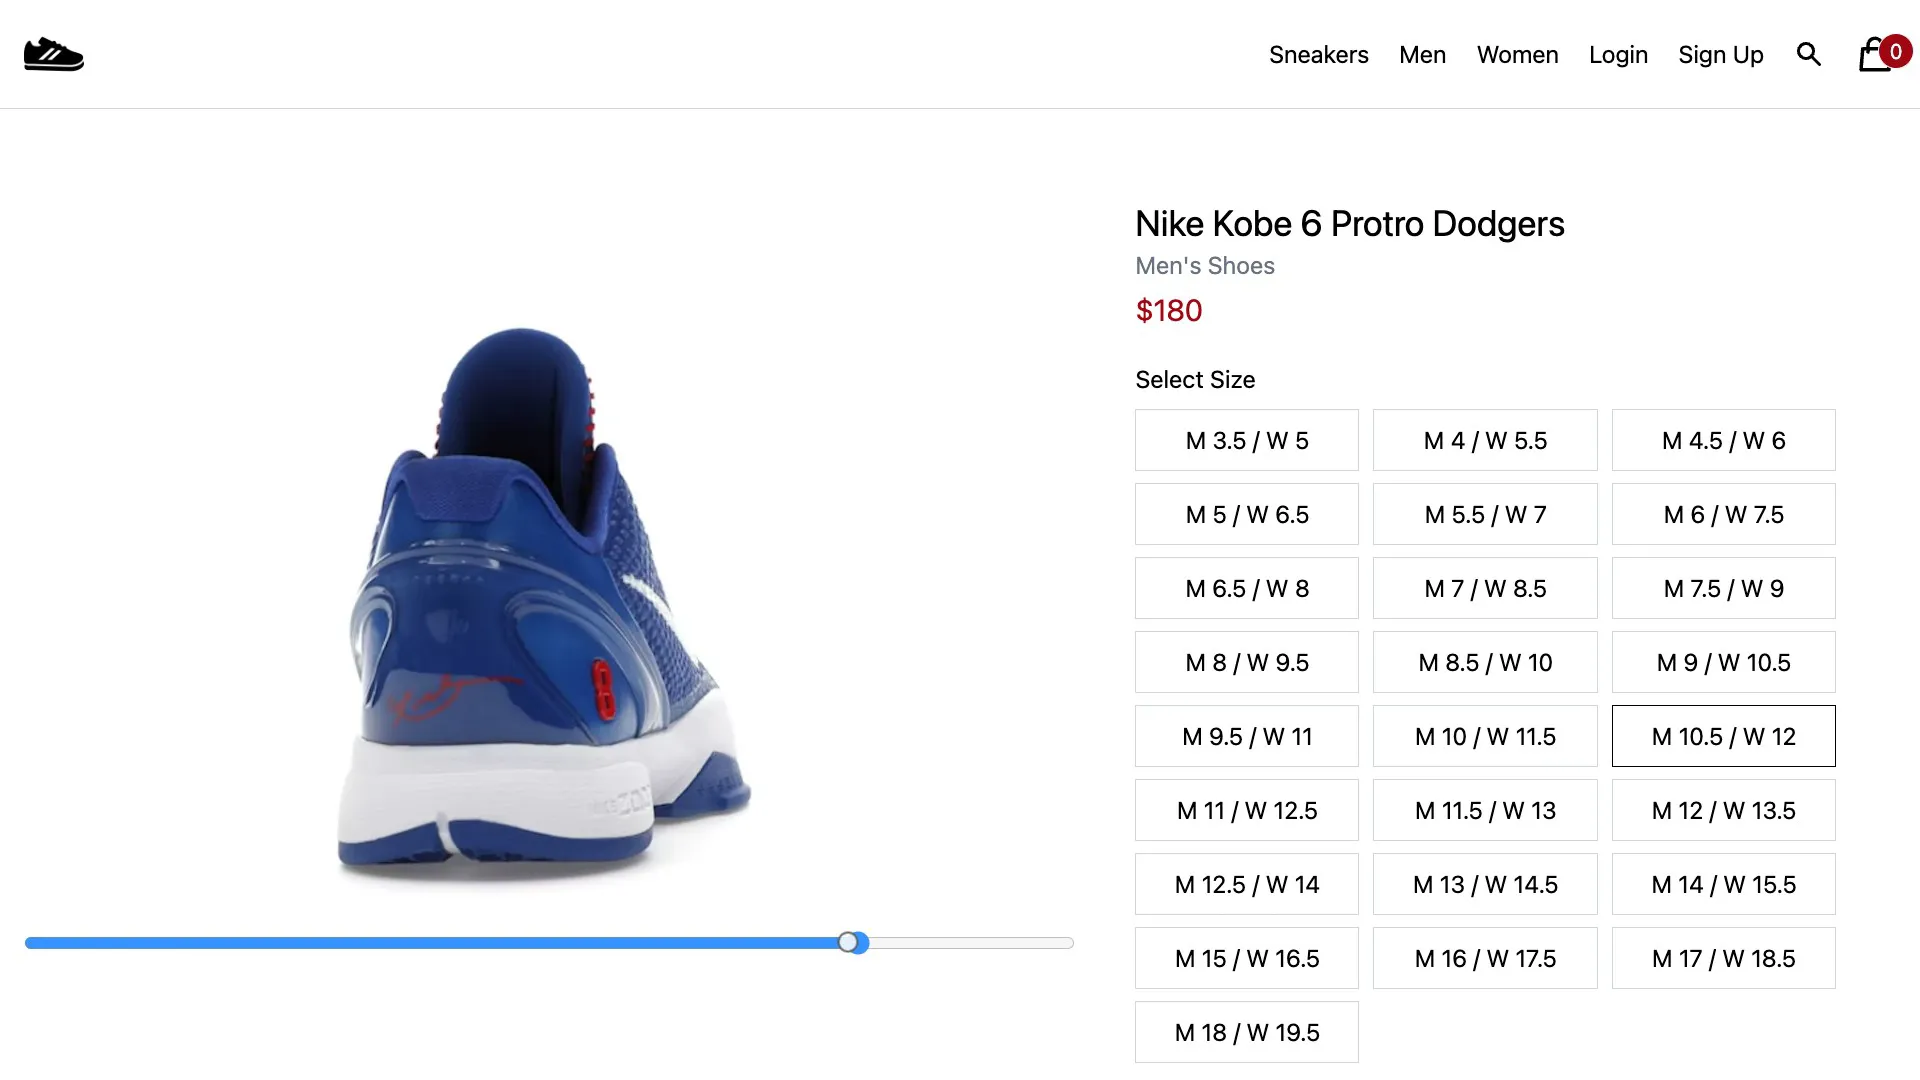 Sneakers Men Women Login Sign Up 0
Nike Kobe 6 Protro Dodgers
Men's Shoes
$180
Select Size
M 3.5 / W 5 M 4 / W 5.5 M 4.5 / W 6
M 5 / W 6.5 M 5.5 / W 7 M 6 / W 7.5
M 6.5 / W 8 M 7 / W 8.5 M 7.5 / W 9
M 8 / W 9.5 M 8.5 / W 10 M 9 / W 10.5
M 9.5 / W 11 M 10 / W 11.5 M 10.5 / W 12
M 11 / W 12.5 M 11.5 / W 13 M 12 / W 13.5
M 12.5 / W 14 M 13 / W 14.5 M 14 / W 15.5
M 15 / W 16.5 M 16 / W 17.5 M 17 / W 18.5
M 18 / W 19.5
8